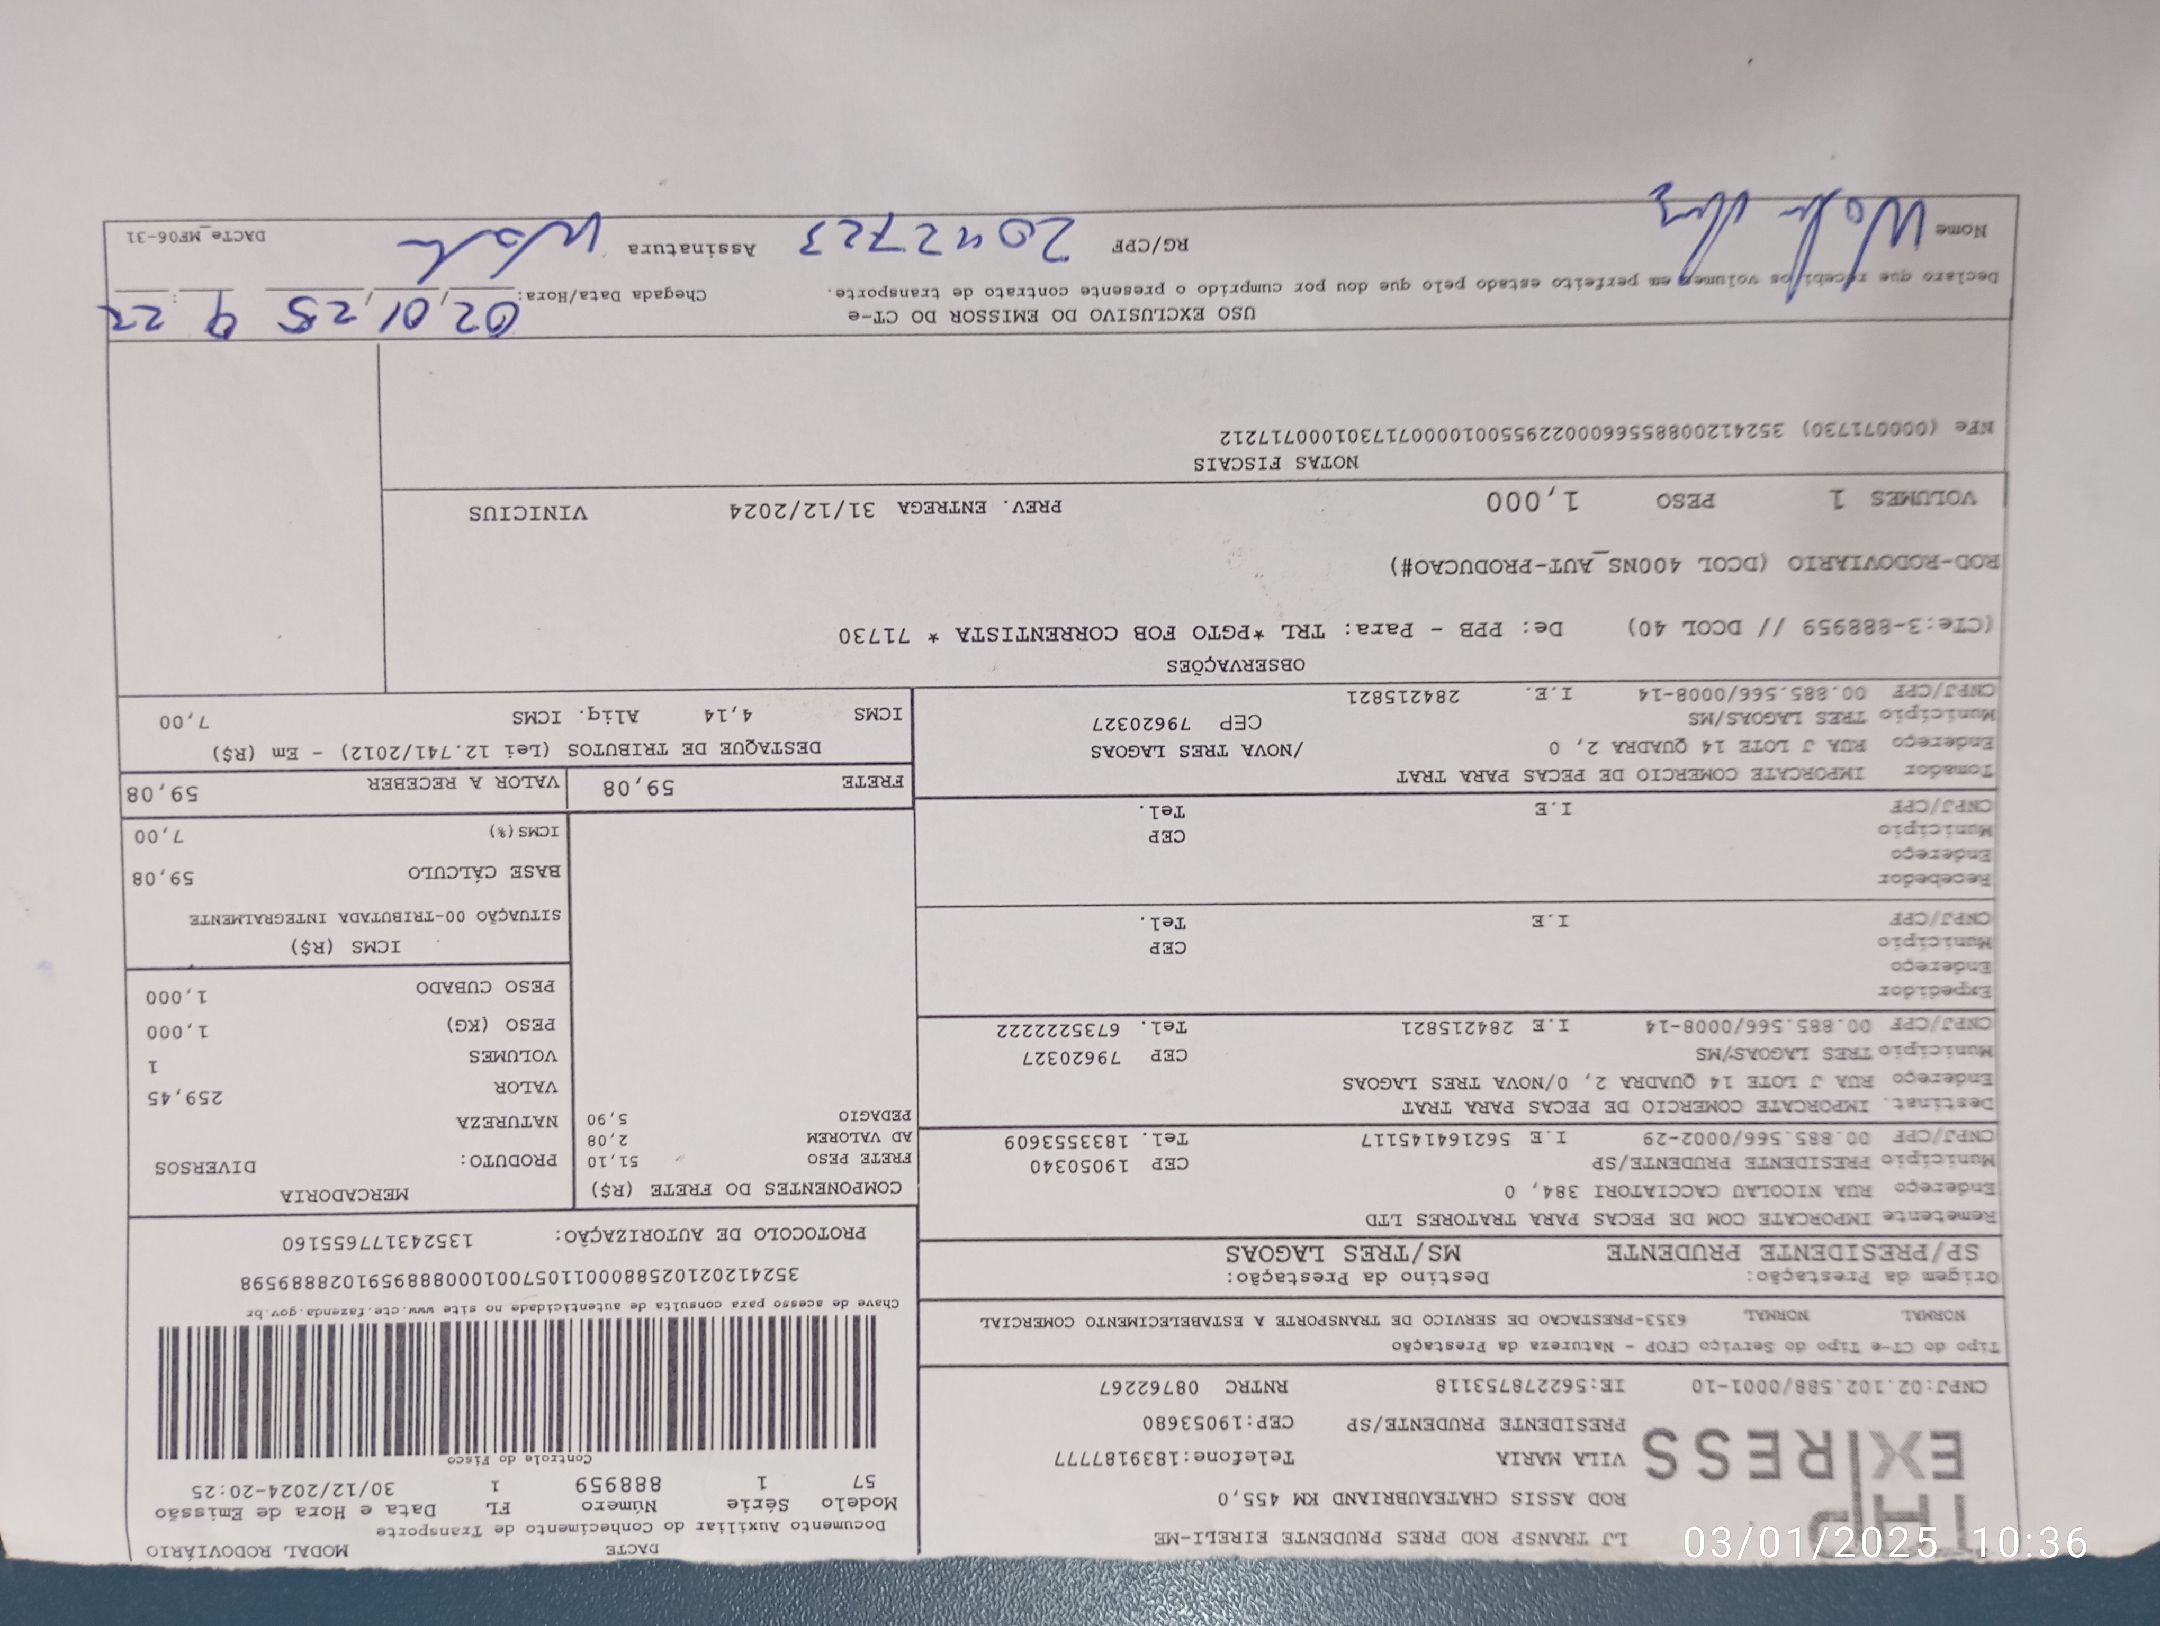 LJ TRANSP ROD PRES PRUDENTE EIRELI-ME
ROD ASSIS CHATEAUBRIAND KM 455,0
VILA MARIA Telefone:1839187777
PRESIDENTE PRUDENTE/SP CEP:19053680
CNPJ:02.102.588/0001-10 IE:562278753118 RNTRC 08762267
EXPRESS
DACTE MODAL RODOVIÁRIO
Documento Auxiliar do Conhecimento de Transporte
Modelo Série Número FL Data e Hora de Emissão
57 1 888959 1 30/12/2024-20:25
Controle do Fisco
Chave de acesso para consulta de autenticidade no site www.cte.fazenda.gov.br
35241202102588000110570010008889591028889598
PROTOCOLO DE AUTORIZAÇÃO: 135243177655160
Tipo do CT-e Tipo do Serviço CFOP - Natureza da Prestação
NORMAL NORMAL 6353-PRESTACAO DE SERVICO DE TRANSPORTE A ESTABELECIMENTO COMERCIAL
Origem da Prestação: Destino da Prestação:
SP/PRESIDENTE PRUDENTE MS/TRES LAGOAS
Remetente IMPORCATE COM DE PECAS PARA TRATORES LTD
Endereço RUA NICOLAU CACCIATORI 384, 0
Município PRESIDENTE PRUDENTE/SP CEP 19050340
CNPJ/CPF 00.885.566/0002-29 I.E 562164145117 Tel. 1833553609
Destinat. IMPORCATE COMERCIO DE PECAS PARA TRAT
Endereço RUA J LOTE 14 QUADRA 2, 0/NOVA TRES LAGOAS
Município TRES LAGOAS/MS CEP 79620327
CNPJ/CPF 00.885.566/0008-14 I.E 284215821 Tel. 673522222
Expedidor
Endereço
Município CEP
CNPJ/CPF I.E Tel.
Recebedor
Endereço
Município CEP
CNPJ/CPF I.E Tel.
Tomador IMPORCATE COMERCIO DE PECAS PARA TRAT
Endereço RUA J LOTE 14 QUADRA 2, 0 /NOVA TRES LAGOAS
Município TRES LAGOAS/MS CEP 79620327
CNPJ/CPF 00.885.566/0008-14 I.E. 284215821
COMPONENTES DO FRETE (R$)
FRETE PESO 51,10
AD VALOREM 2,08
PEDAGIO 5,90
MERCADORIA
PRODUTO: DIVERSOS
NATUREZA
VALOR 259,45
VOLUMES 1
PESO (KG) 1,000
PESO CUBADO 1,000
ICMS (R$)
SITUAÇÃO 00-TRIBUTADA INTEGRALMENTE
BASE CÁLCULO 59,08
ICMS(%) 7,00
FRETE 59,08 VALOR A RECEBER 59,08
DESTAQUE DE TRIBUTOS (Lei 12.741/2012) - Em (R$)
ICMS 4,14 Aliq. ICMS 7,00
OBSERVAÇÕES
(CTe:3-888959 // DCOL 40) De: PPB - Para: TRL *PGTO FOB CORRENTISTA * 71730
ROD-RODOVIARIO (DCOL 400NS_AUT-PRODUCAO#)
VOLUMES 1 PESO 1,000 PREV. ENTREGA 31/12/2024 VINICIUS
NOTAS FISCAIS
NFe (000071730) 35241200885566000229550010000717301000717212
USO EXCLUSIVO DO EMISSOR DO CT-e
Declaro que recebi os volumes em perfeito estado pelo que dou por cumprido o presente contrato de transporte. Chegada Data/Hora: 02/01/25 9:22
Nome RG/CPF 20422723 Assinatura
DACTe_MF06-31
03/01/2025 10:36